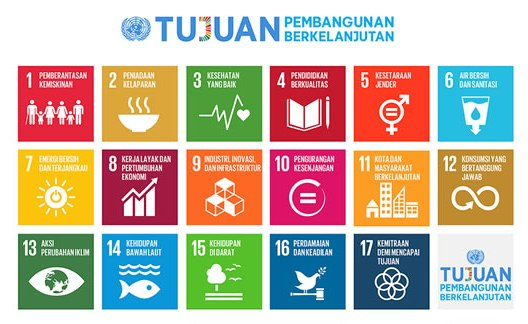 TUJUAN PEMBANGUNAN
BERKELANJUTAN
1 PEMBERANTASAN
KEMISKINAN
2 PENIADAAN
KELAPARAN
3 KESEHATAN
YANG BAIK
4 PENDIDIKAN
BERKUALITAS
5 KESETARAAN
JENDER
6 AIR BERSIH
DAN SANITASI
7 ENERGI BERSIH
DAN TERJANGKAU
8 KERJA LAYAK DAN
PERTUMBUHAN
EKONOMI
9 INDUSTRI, INOVASI,
DAN INFRASTRUKTUR
10 PENGURANGAN
KESENJANGAN
11 KOTA DAN
MASYARAKAT
BERKELANJUTAN
12 KONSUMSI YANG
BERTANGGUNG
JAWAB
13 AKSI
PERUBAHAN IKLIM
14 KEHIDUPAN
BAWAH LAUT
15 KEHIDUPAN
DI DARAT
16 PERDAMAIAN
DAN KEADILAN
17 KEMITRAAN
DEMI MENCAPAI
TUJUAN
TUJUAN
PEMBANGUNAN
BERKELANJUTAN